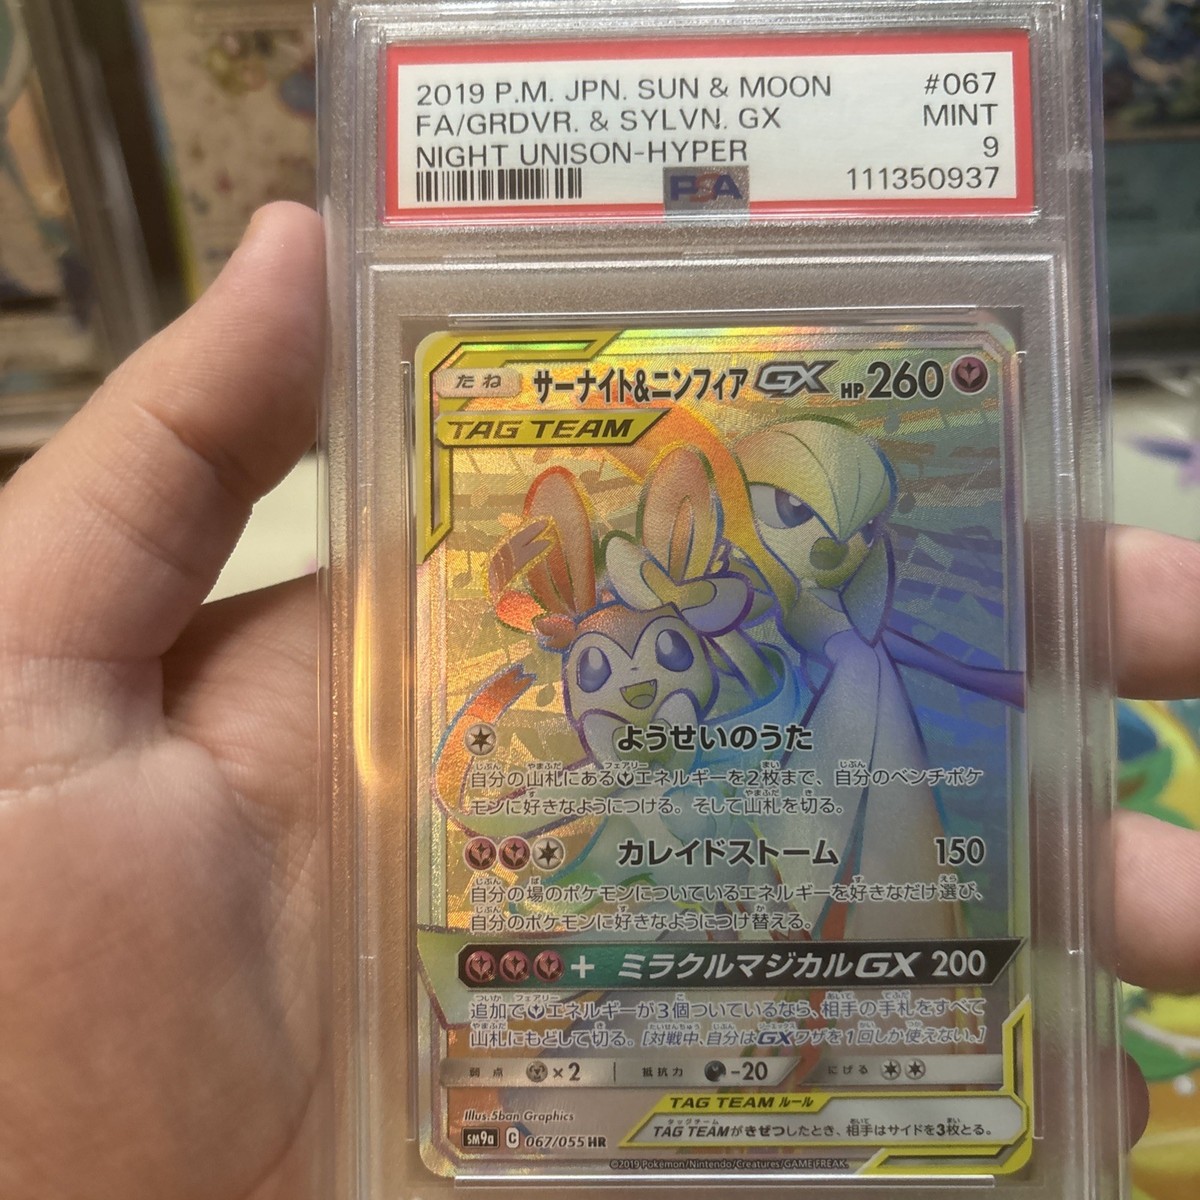 2019 P.M. JPN. SUN & MOON #067
FA/GRDVR. & SYLVN. GX MINT
NIGHT UNISON-HYPER 9
PSA 111350937
たね サーナイト&ニンフィアGX HP260
TAG TEAM
ようせいのうた
自分の山札にあるエネルギーを2枚まで、自分のベンチポケ
モンに好きなようにつける。そして山札を切る。
カレイドストーム 150
自分の場のポケモンについているエネルギーを好きなだけ選び、
自分のポケモンに好きなようにつけ替える。
+ ミラクルマジカルGX 200
追加でエネルギーが3個ついているなら、相手の手札をすべて
山札にもどして切る。[対戦中、自分はGXワザを1回しか使えない。]
弱点 ×2 抵抗力 -20 にげる
TAG TEAM ルール
TAG TEAMがきぜつしたとき、相手はサイドを3枚とる。
Illus. 5ban Graphics
SM9a C 067/055 HR
©2019 Pokémon/Nintendo/Creatures/GAME FREAK.